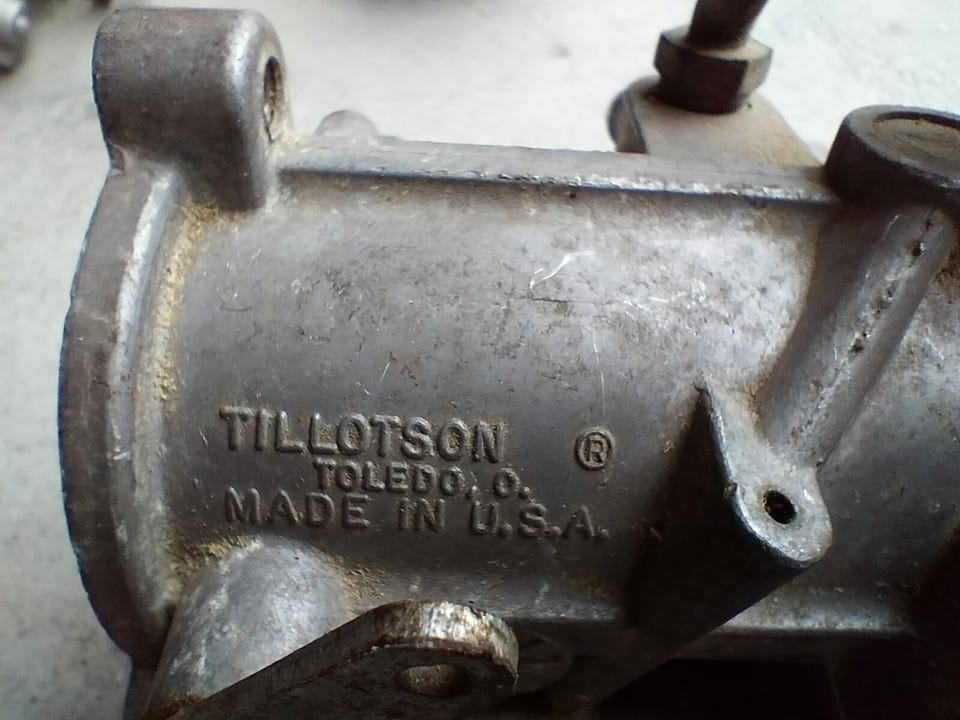 TILLOTSON ®
TOLEDO, O.
MADE IN U.S.A.